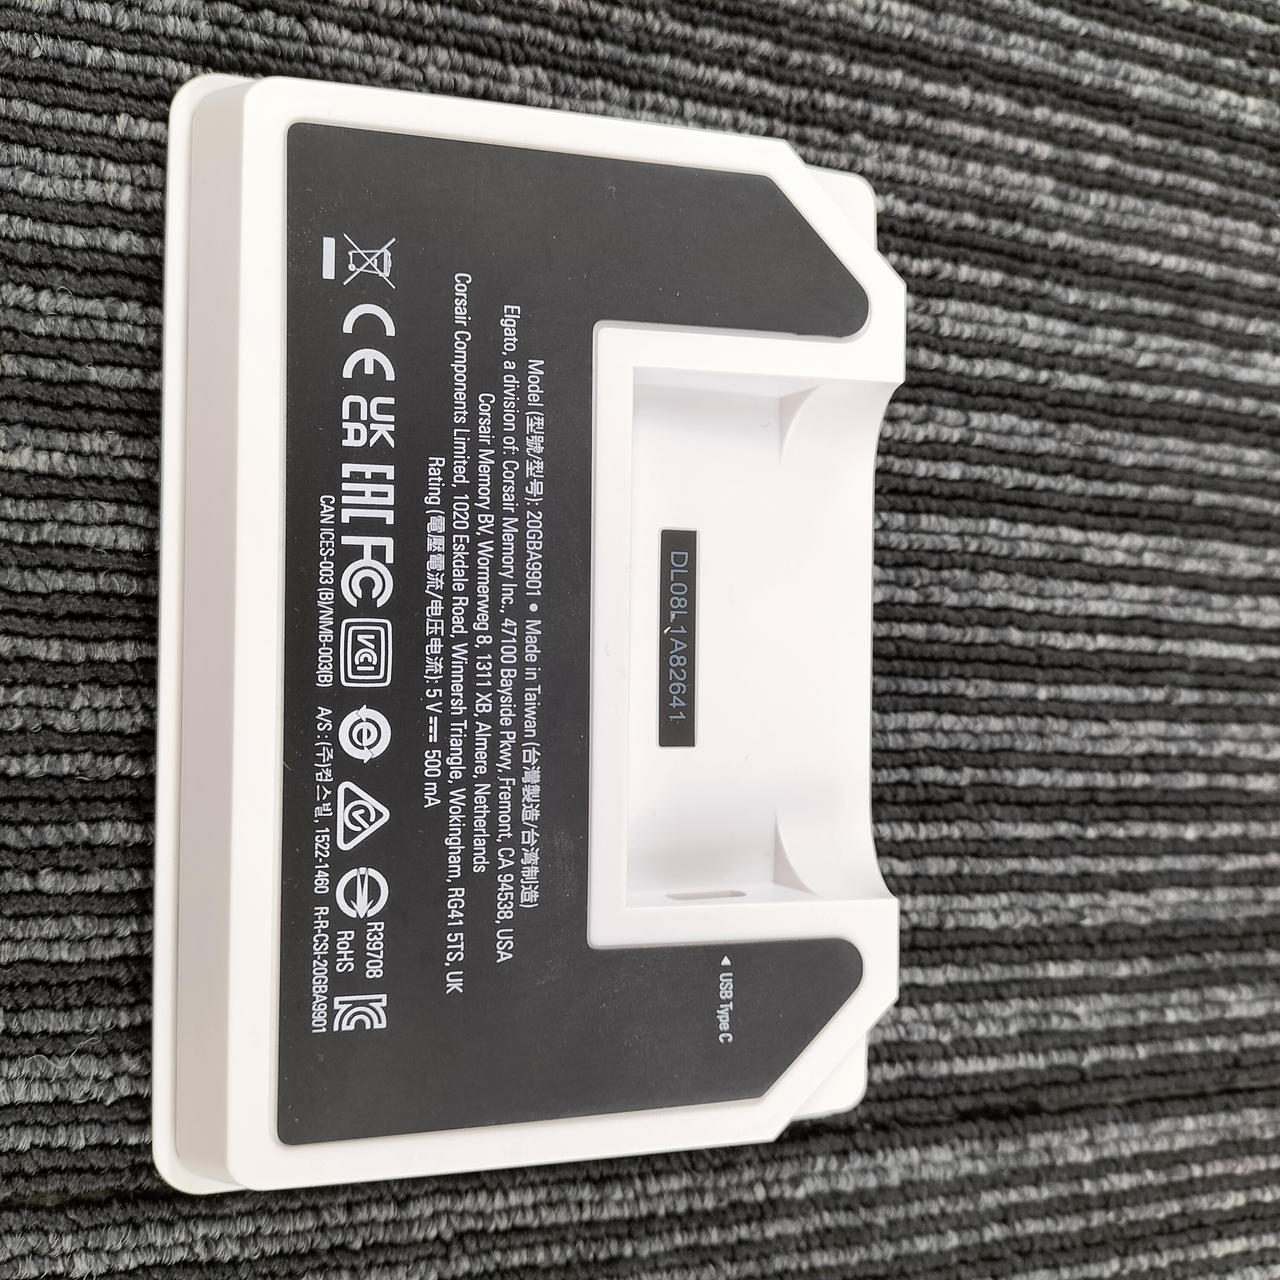 DL08L1A82641
◀ USB Type C
Model (型號/型号): 20GBA9901 • Made in Taiwan (台灣製造/台湾制造)
Elgato, a division of: Corsair Memory Inc., 47100 Bayside Pkwy, Fremont, CA 94538, USA
Corsair Memory BV, Wormerweg 8, 1311 XB, Almere, Netherlands
Corsair Components Limited, 1020 Eskdale Road, Winnersh Triangle, Wokingham, RG41 5TS, UK
Rating (電壓電流/电压电流): 5 V⎓ 500 mA
CE UK CA EAC FC VCI e R39708
RoHS
CAN ICES-003 (B)/NMB-003(B) A/S : (주)컴스빌, 1522-1460 R-R-CSI-20GBA9901